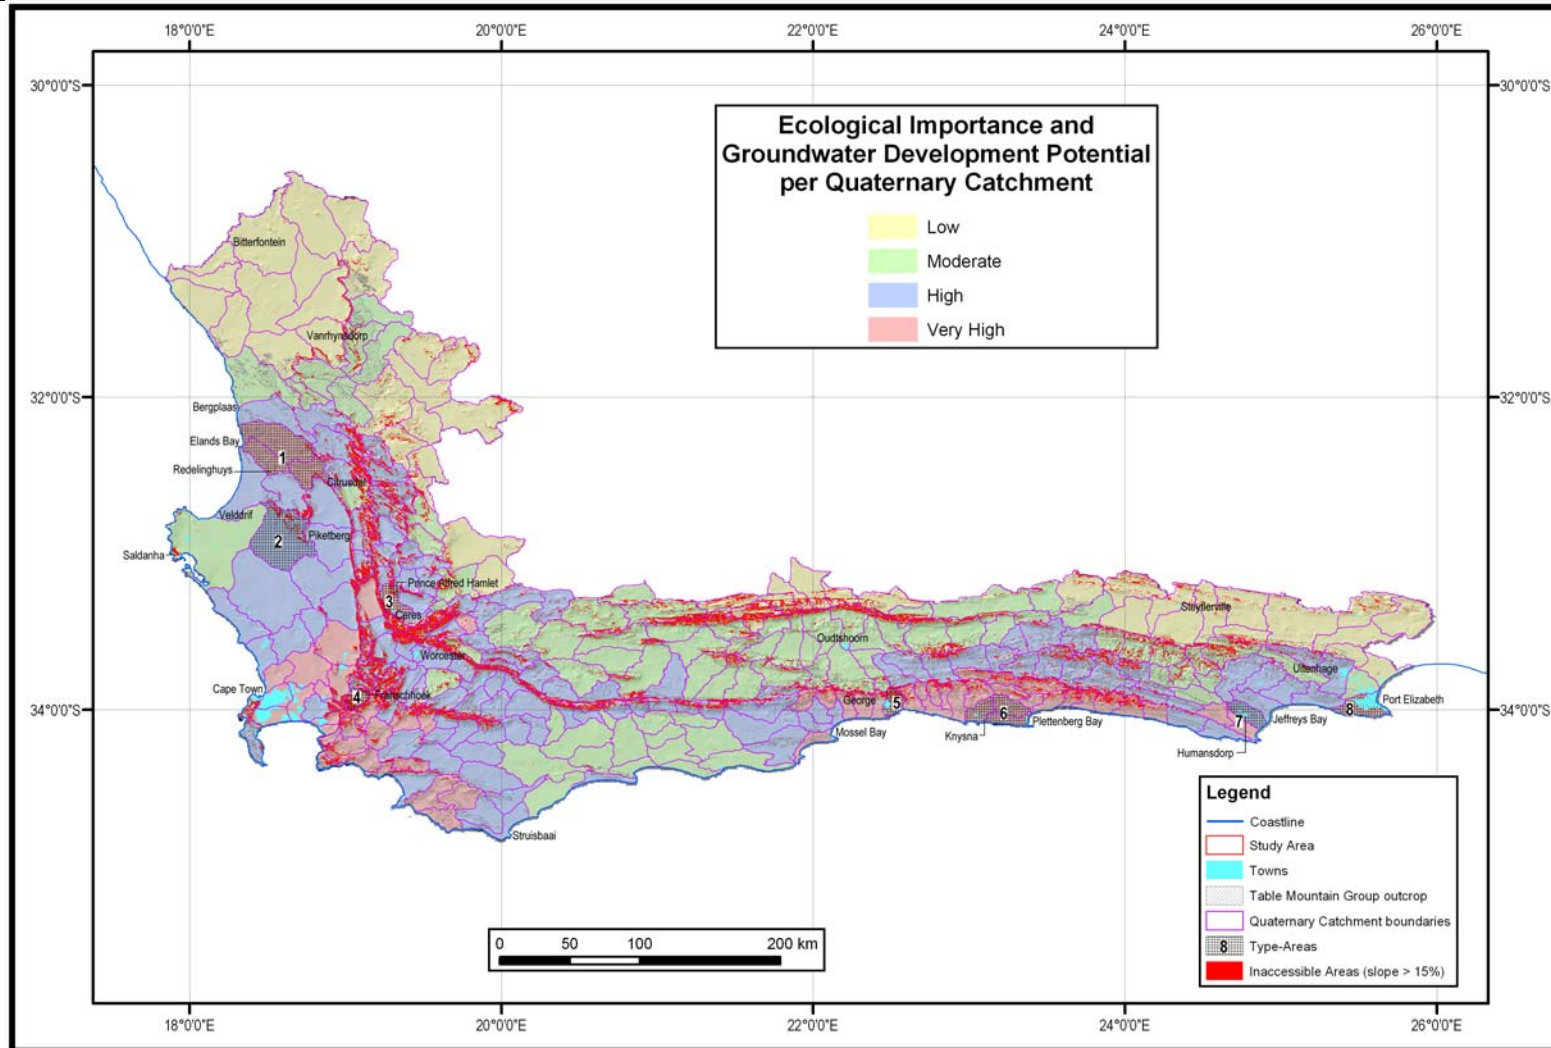 18°0'0"E
20°0'0"E
22°0'0"E
24°0'0"E
26°0'0"E
30°0'0"S
30°0'0"S
Ecological Importance and
Groundwater Development Potential
per Quaternary Catchment
Low
Moderate
High
Very High
Bitterfontein
Vanrhynsdorp
32°0'0"S
32°0'0"S
Bergplaas
Elands Bay
1
Redelinghuys
Citrusdal
Velddrif
2
Piketberg
Saldanha
Prince Alfred Hamlet
3
Ceres
Steytlerville
Oudtshoorn
Worcester
Uitenhage
Cape Town
4
Franschhoek
George
5
Port Elizabeth
34°0'0"S
34°0'0"S
6
7
8
Plettenberg Bay
Jeffreys Bay
Mossel Bay
Knysna
Humansdorp
Struisbaai
Legend
Coastline
Study Area
Towns
Table Mountain Group outcrop
Quaternary Catchment boundaries
8 Type-Areas
Inaccessible Areas (slope > 15%)
0 50 100 200 km
18°0'0"E
20°0'0"E
22°0'0"E
24°0'0"E
26°0'0"E